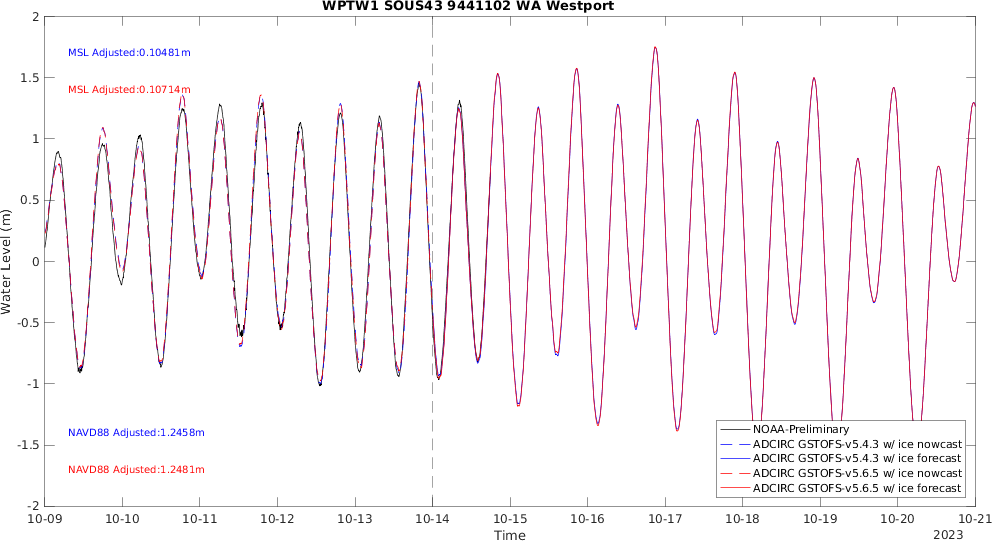 WPTW1 SOUS43 9441102 WA Westport
2
1.5
1
0.5
0
-0.5
-1
-1.5
-2
Water Level (m)
MSL Adjusted:0.10481m
MSL Adjusted:0.10714m
NAVD88 Adjusted:1.2458m
NAVD88 Adjusted:1.2481m
NOAA-Preliminary
ADCIRC GSTOFS-v5.4.3 w/ ice nowcast
ADCIRC GSTOFS-v5.4.3 w/ ice forecast
ADCIRC GSTOFS-v5.6.5 w/ ice nowcast
ADCIRC GSTOFS-v5.6.5 w/ ice forecast
10-09 10-10 10-11 10-12 10-13 10-14 10-15 10-16 10-17 10-18 10-19 10-20 10-21
Time
2023